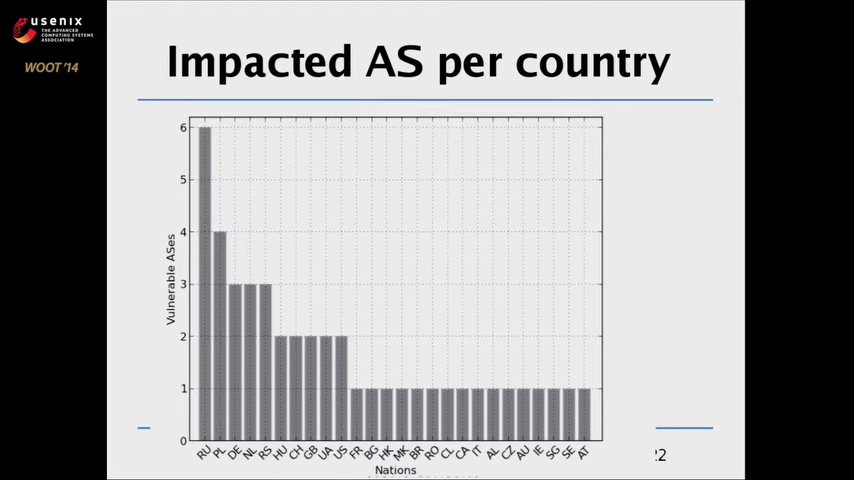 usenix
THE ADVANCED
COMPUTING SYSTEMS
ASSOCIATION
WOOT '14
Impacted AS per country
6
5
4
3
2
1
0
Vulnerable ASes
RU PL DE NL RS HU CH GB UA US FR BG HK MK BR RO CL CA IT AL CZ AU IE SG SE AT
Nations
22